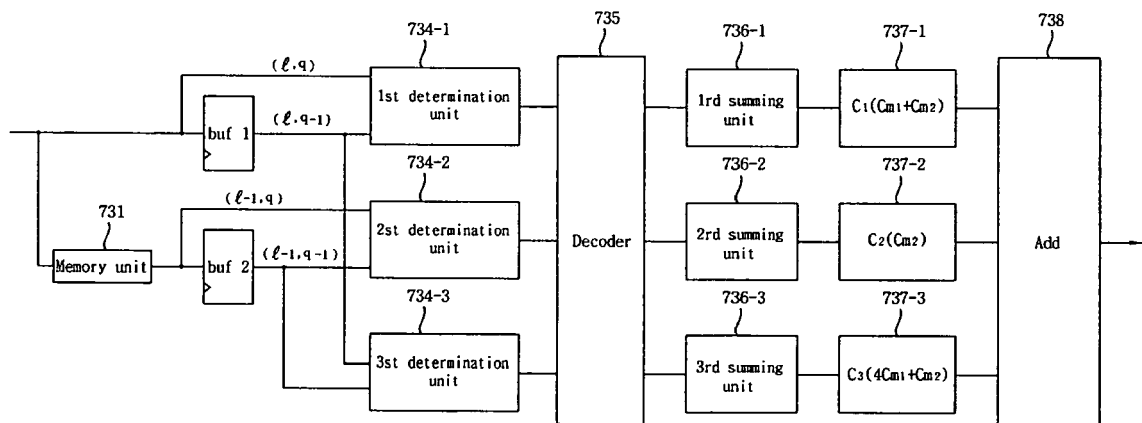 734-1
735
736-1
737-1
738
(ℓ,q)
1st determination
unit
1rd summing
unit
C₁(Cm₁+Cm₂)
buf 1
(ℓ,q-1)
734-2
736-2
737-2
(ℓ-1,q)
731
2st determination
unit
Decoder
2rd summing
unit
C₂(Cm₂)
Add
Memory unit
buf 2
(ℓ-1,q-1)
734-3
736-3
737-3
3st determination
unit
3rd summing
unit
C₃(4Cm₁+Cm₂)